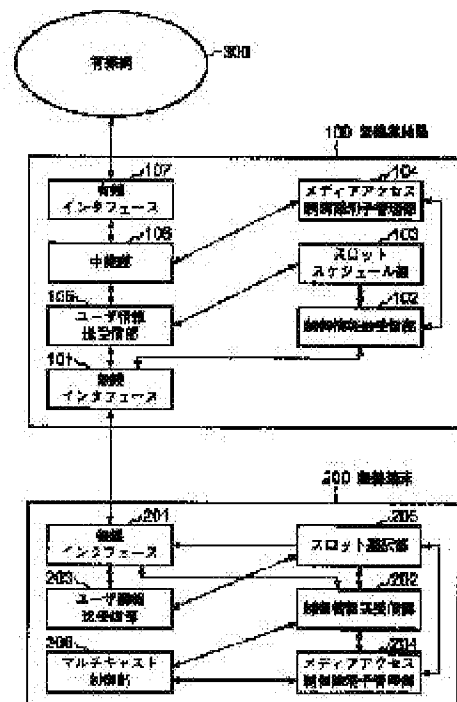 有線網
300
100 無線基地局
107
有線
インタフェース
104
メディアアクセス
制御識別子管理部
106
中継部
103
スロット
スケジュール部
105
ユーザ情報
送受信部
102
制御情報送受信部
101
無線
インタフェース
200 無線端末
201
無線
インタフェース
205
スロット選択部
203
ユーザ情報
送受信部
202
制御情報送受信部
206
マルチキャスト
制御部
204
メディアアクセス
制御識別子管理部